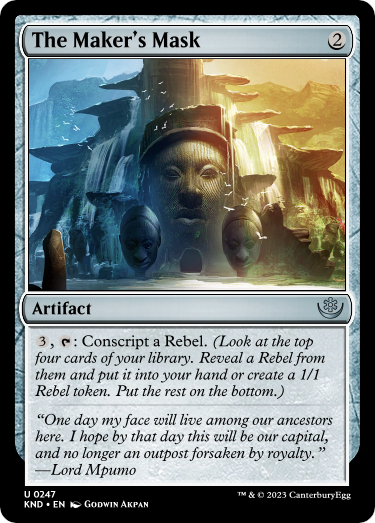 The Maker's Mask 2
Artifact
3, T: Conscript a Rebel. (Look at the top
four cards of your library. Reveal a Rebel from
them and put it into your hand or create a 1/1
Rebel token. Put the rest on the bottom.)
“One day my face will live among our ancestors
here. I hope by that day this will be our capital,
and no longer an outpost forsaken by royalty.”
—Lord Mpumo
U 0247
KND • EN Godwin Akpan
™ & © 2023 CanterburyEgg